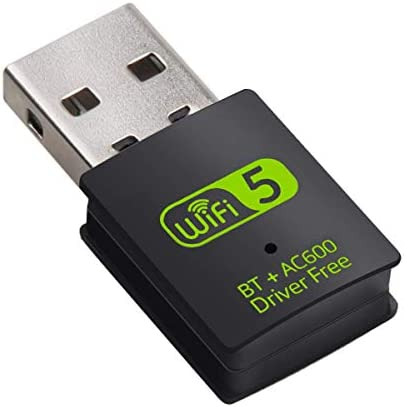 WiFi 5
BT + AC600
Driver Free